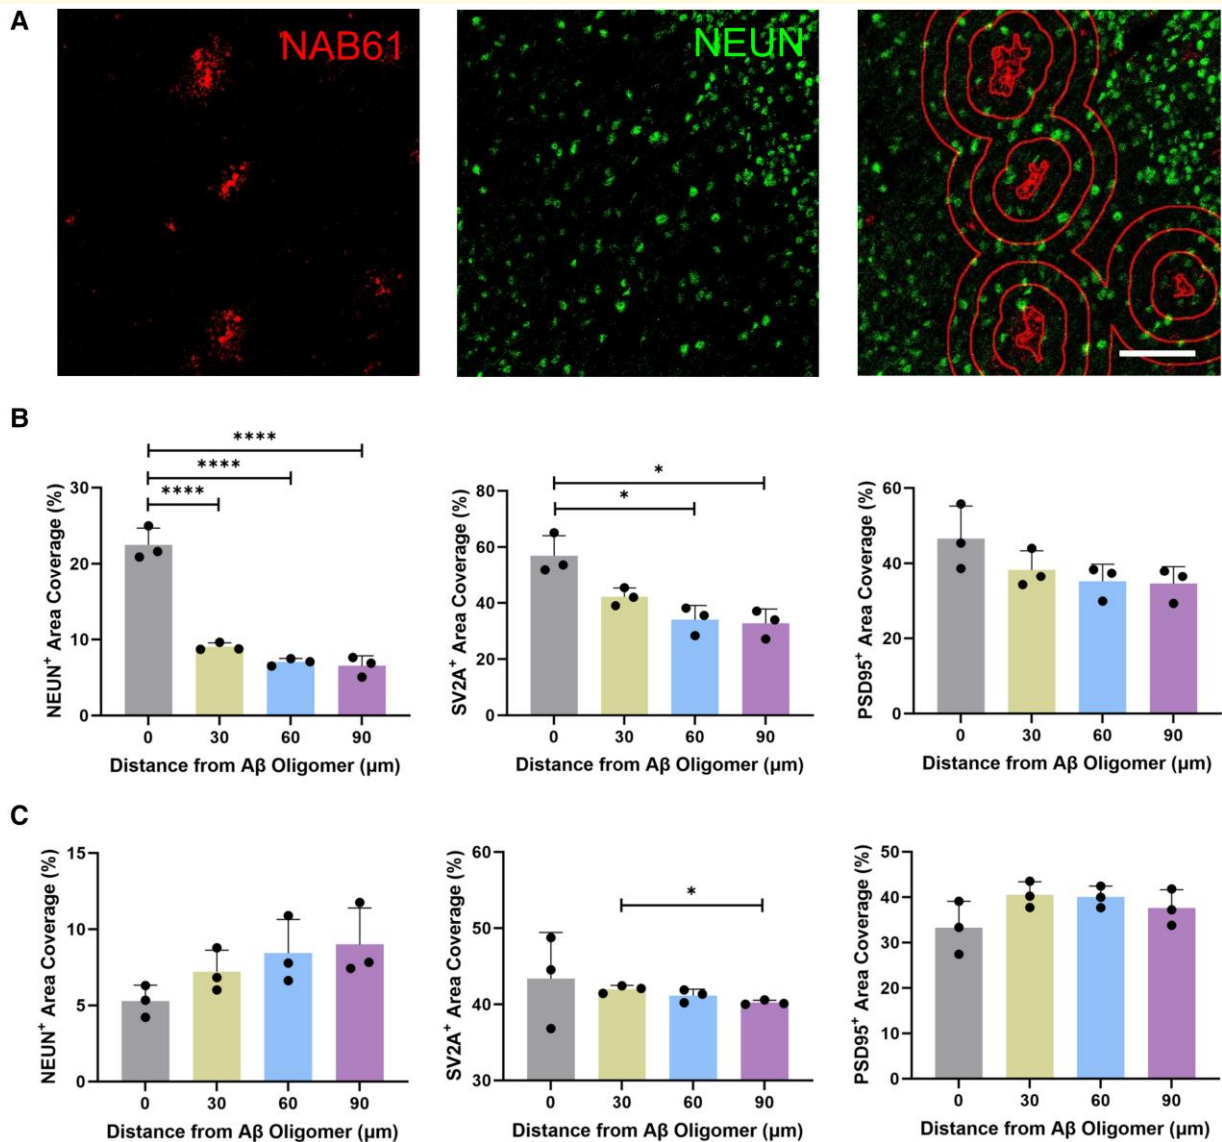 A
NAB61
NEUN
B
****
****
****
NEUN+ Area Coverage (%)
30
20
10
0
0 30 60 90
Distance from Aβ Oligomer (µm)
*
*
SV2A+ Area Coverage (%)
80
60
40
20
0
0 30 60 90
Distance from Aβ Oligomer (µm)
PSD95+ Area Coverage (%)
60
40
20
0
0 30 60 90
Distance from Aβ Oligomer (µm)
C
NEUN+ Area Coverage (%)
15
10
5
0
0 30 60 90
Distance from Aβ Oligomer (µm)
*
SV2A+ Area Coverage (%)
60
50
40
30
0 30 60 90
Distance from Aβ Oligomer (µm)
PSD95+ Area Coverage (%)
50
40
30
20
10
0
0 30 60 90
Distance from Aβ Oligomer (µm)